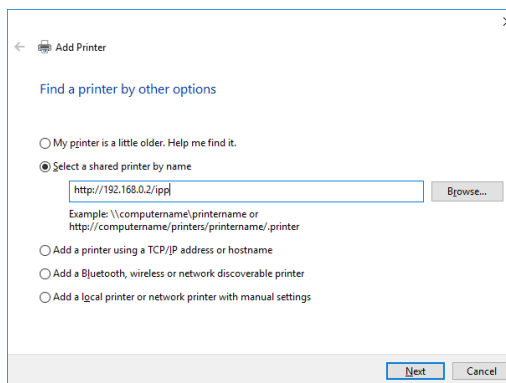 Add Printer
Find a printer by other options
My printer is a little older. Help me find it.
Select a shared printer by name
http://192.168.0.2/ipp
Browse...
Example: \\computername\printername or
http://computername/printers/printername/.printer
Add a printer using a TCP/IP address or hostname
Add a Bluetooth, wireless or network discoverable printer
Add a local printer or network printer with manual settings
Next
Cancel